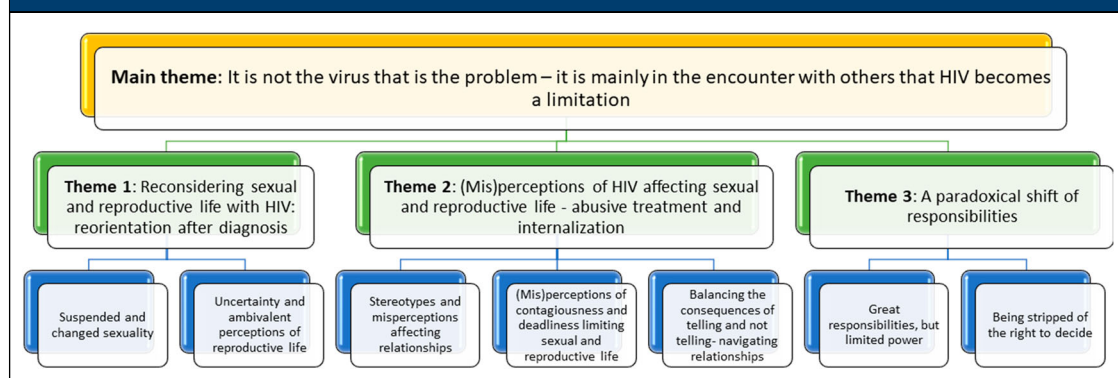 Main theme: It is not the virus that is the problem – it is mainly in the encounter with others that HIV becomes
a limitation
Theme 1: Reconsidering sexual
and reproductive life with HIV:
reorientation after diagnosis
Theme 2: (Mis)perceptions of HIV affecting sexual
and reproductive life - abusive treatment and
internalization
Theme 3: A paradoxical shift of
responsibilities
Suspended and
changed sexuality
Uncertainty and
ambivalent
perceptions of
reproductive life
Stereotypes and
misperceptions
affecting
relationships
(Mis)perceptions of
contagiousness and
deadliness limiting
sexual and
reproductive life
Balancing the
consequences of
telling and not
telling- navigating
relationships
Great
responsibilities, but
limited power
Being stripped of
the right to decide